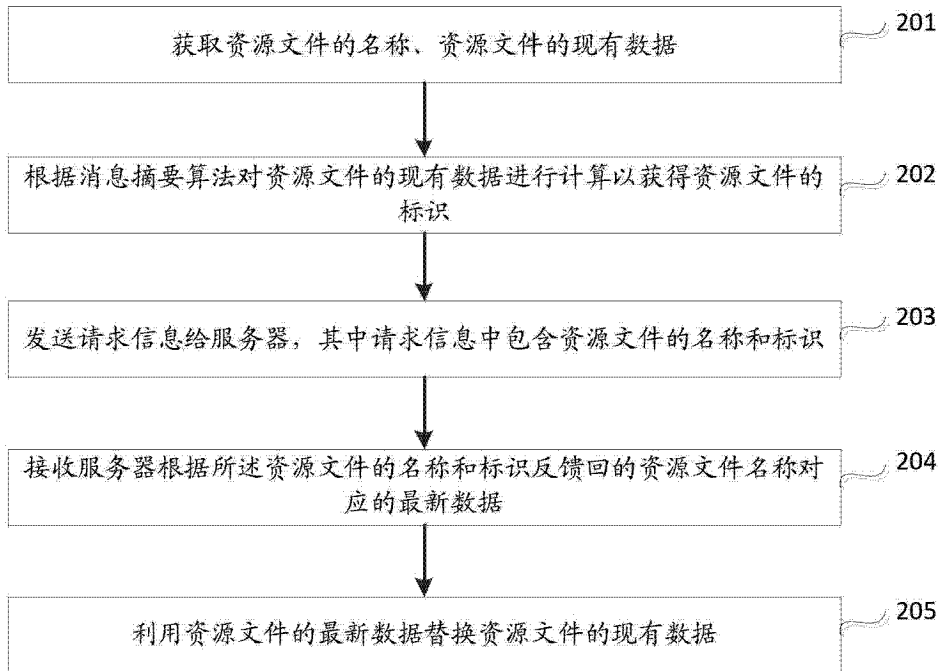 获取资源文件的名称、资源文件的现有数据
201
根据消息摘要算法对资源文件的现有数据进行计算以获得资源文件的
标识
202
发送请求信息给服务器，其中请求信息中包含资源文件的名称和标识
203
接收服务器根据所述资源文件的名称和标识反馈回的资源文件名称对
应的最新数据
204
利用资源文件的最新数据替换资源文件的现有数据
205